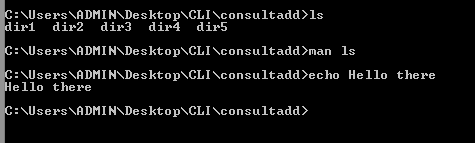 C:\Users\ADMIN\Desktop\CLI\consultadd>ls
dir1  dir2  dir3  dir4  dir5
C:\Users\ADMIN\Desktop\CLI\consultadd>man ls
C:\Users\ADMIN\Desktop\CLI\consultadd>echo Hello there
Hello there
C:\Users\ADMIN\Desktop\CLI\consultadd>